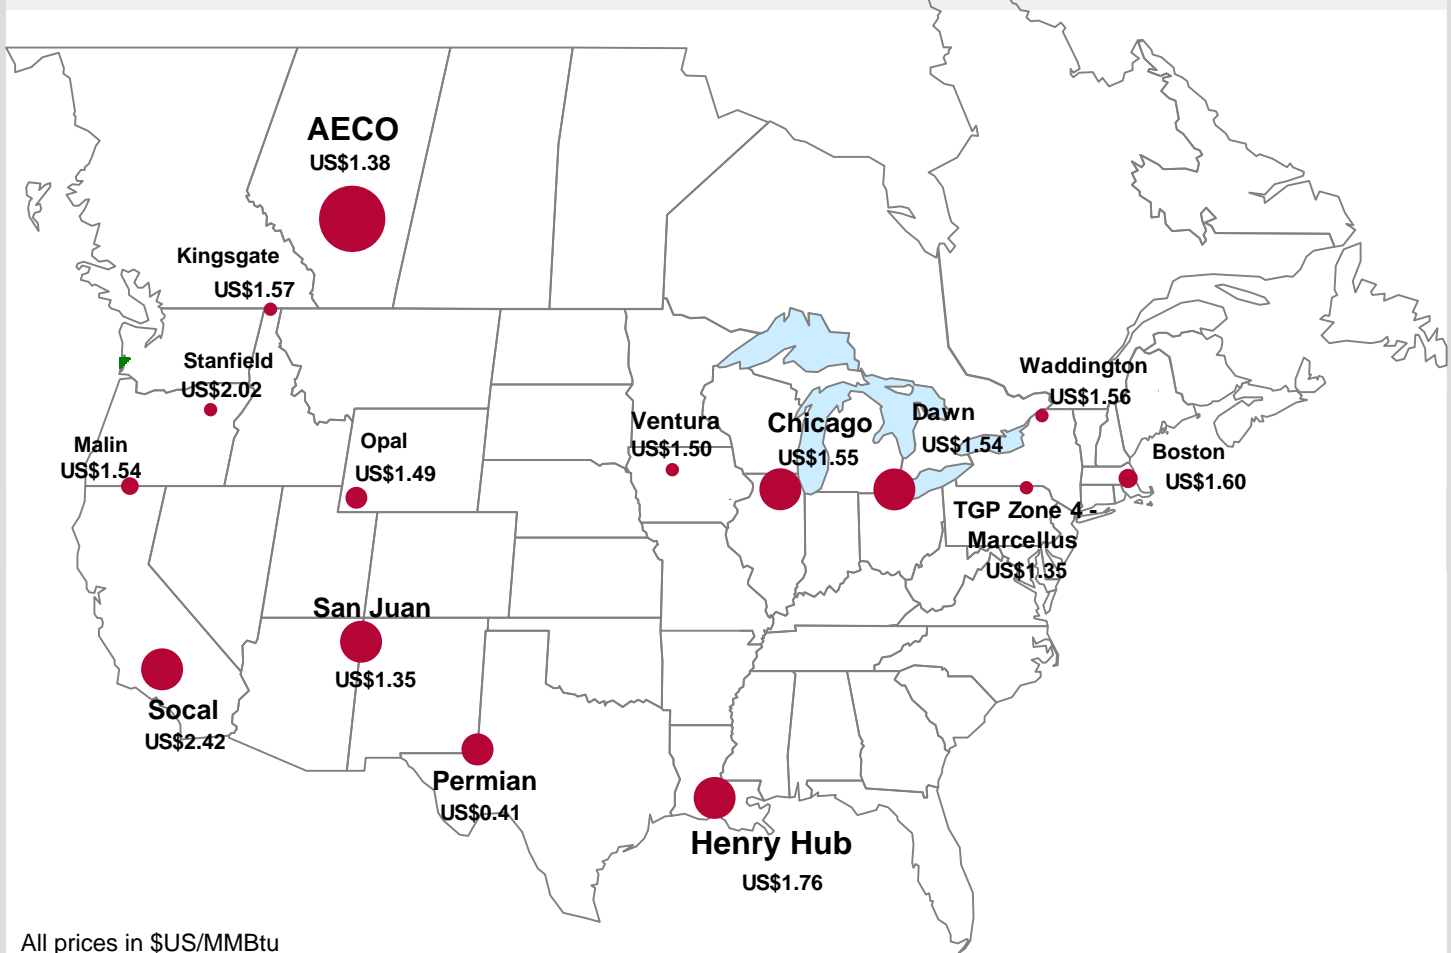 AECO
US$1.38
Kingsgate
US$1.57
Stanfield
US$2.02
Waddington
US$1.56
Malin
US$1.54
Opal
US$1.49
Ventura
US$1.50
Chicago
US$1.55
Dawn
US$1.54
Boston
US$1.60
TGP Zone 4 -
Marcellus
US$1.35
San Juan
US$1.35
Socal
US$2.42
Permian
US$0.41
Henry Hub
US$1.76
All prices in $US/MMBtu